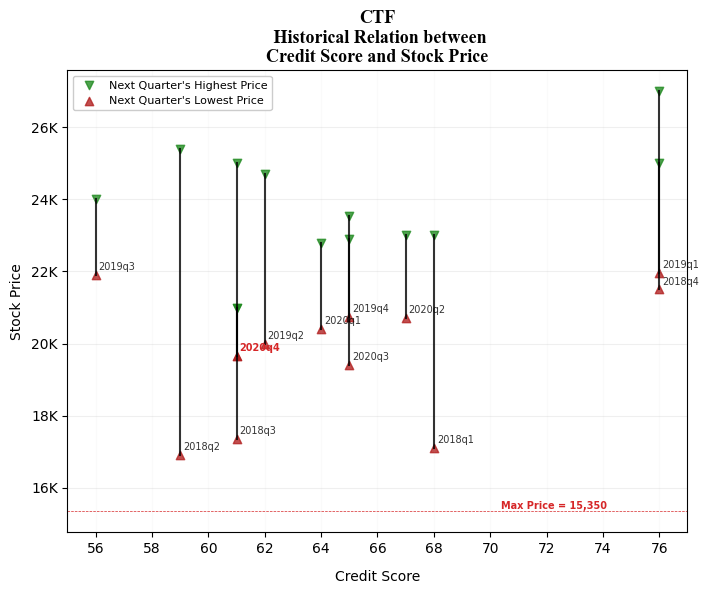 CTF
Historical Relation between
Credit Score and Stock Price
Next Quarter's Highest Price
Next Quarter's Lowest Price
26K
24K
22K
20K
18K
16K
Stock Price
2019q3
2018q2
2020q4
2018q3
2019q2
2020q1
2019q4
2020q3
2020q2
2018q1
2019q1
2018q4
Max Price = 15,350
56 58 60 62 64 66 68 70 72 74 76
Credit Score